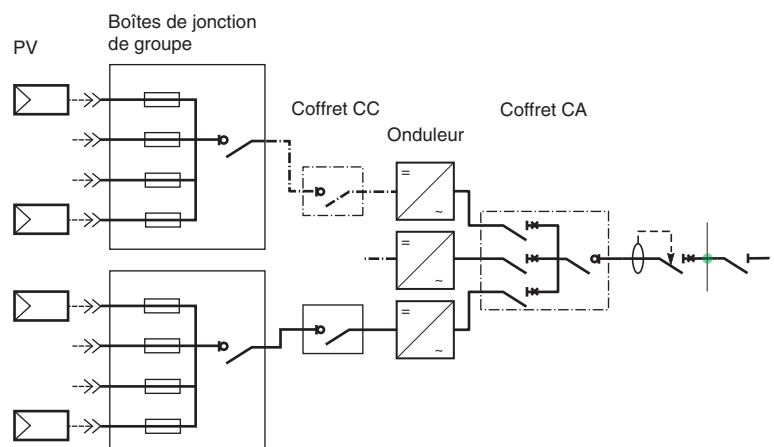 Boîtes de jonction
de groupe
PV
Coffret CC
Coffret CA
Onduleur
=
~
=
~
=
~